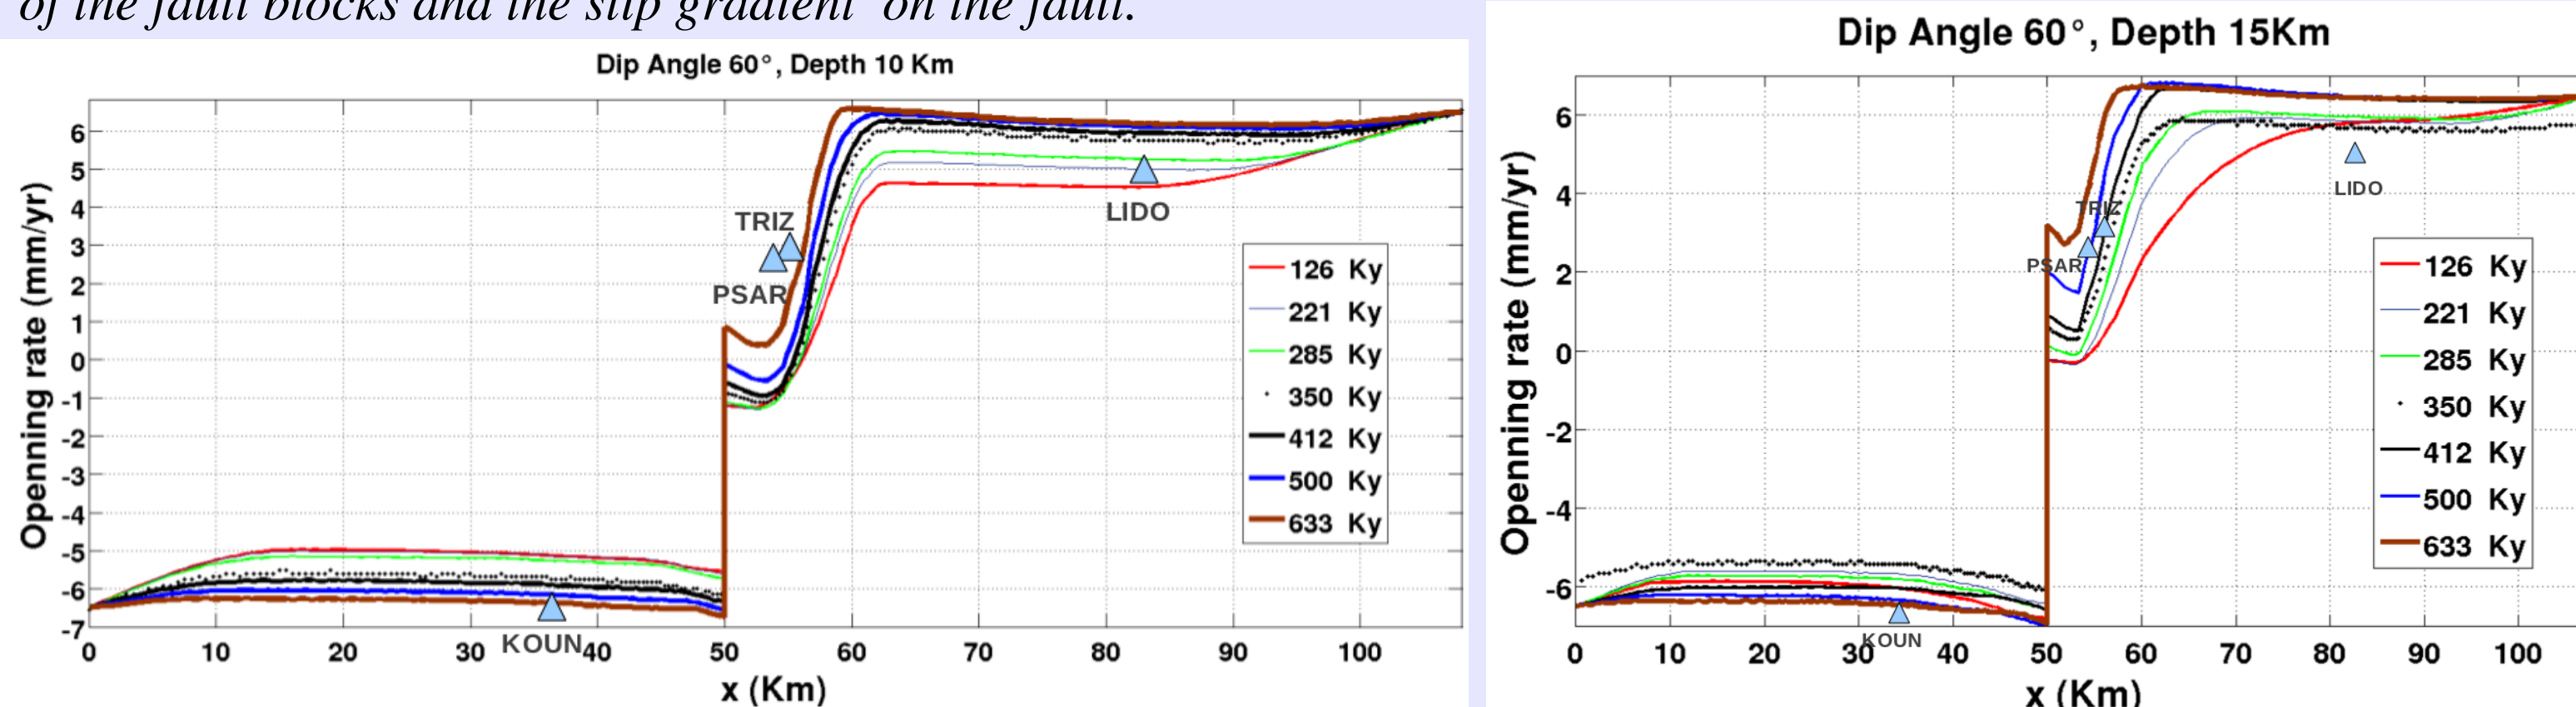 of the fault blocks and the slip gradient on the fault.
Dip Angle 60°, Depth 10 Km
Openning rate (mm/yr)
6
5
4
3
2
1
0
-1
-2
-3
-4
-5
-6
-7
TRIZ
PSAR
LIDO
KOUN
126 Ky
221 Ky
285 Ky
350 Ky
412 Ky
500 Ky
633 Ky
0 10 20 30 40 50 60 70 80 90 100
x (Km)
Dip Angle 60°, Depth 15Km
Openning rate (mm/yr)
6
4
2
0
-2
-4
-6
TRIZ
PSAR
LIDO
KOUN
126 Ky
221 Ky
285 Ky
350 Ky
412 Ky
500 Ky
633 Ky
0 10 20 30 40 50 60 70 80 90 100
x (Km)